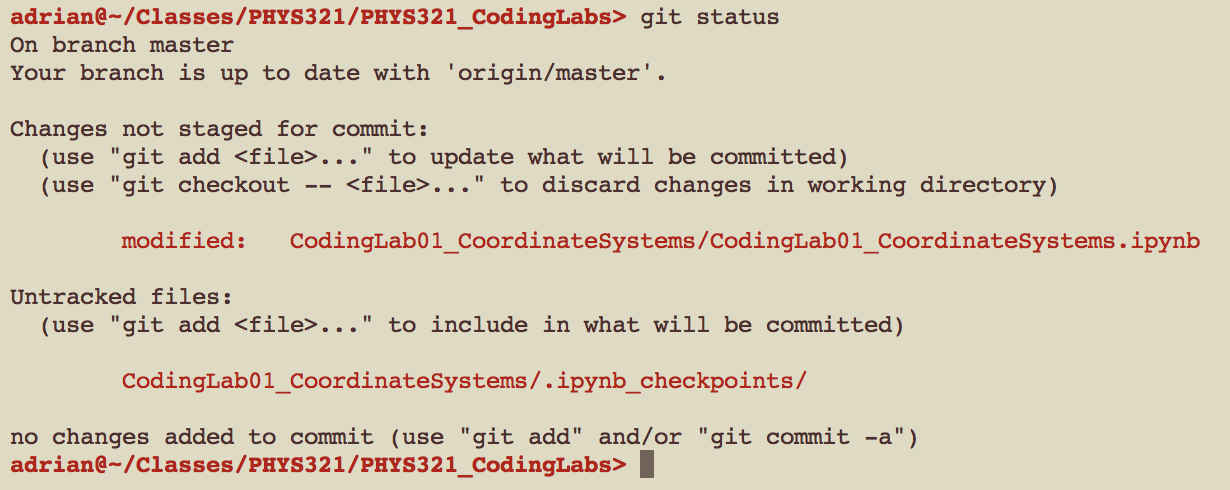 adrian@~/Classes/PHYS321/PHYS321_CodingLabs> git status
On branch master
Your branch is up to date with 'origin/master'.
Changes not staged for commit:
  (use "git add <file>..." to update what will be committed)
  (use "git checkout -- <file>..." to discard changes in working directory)
        modified:   CodingLab01_CoordinateSystems/CodingLab01_CoordinateSystems.ipynb
Untracked files:
  (use "git add <file>..." to include in what will be committed)
        CodingLab01_CoordinateSystems/.ipynb_checkpoints/
no changes added to commit (use "git add" and/or "git commit -a")
adrian@~/Classes/PHYS321/PHYS321_CodingLabs>